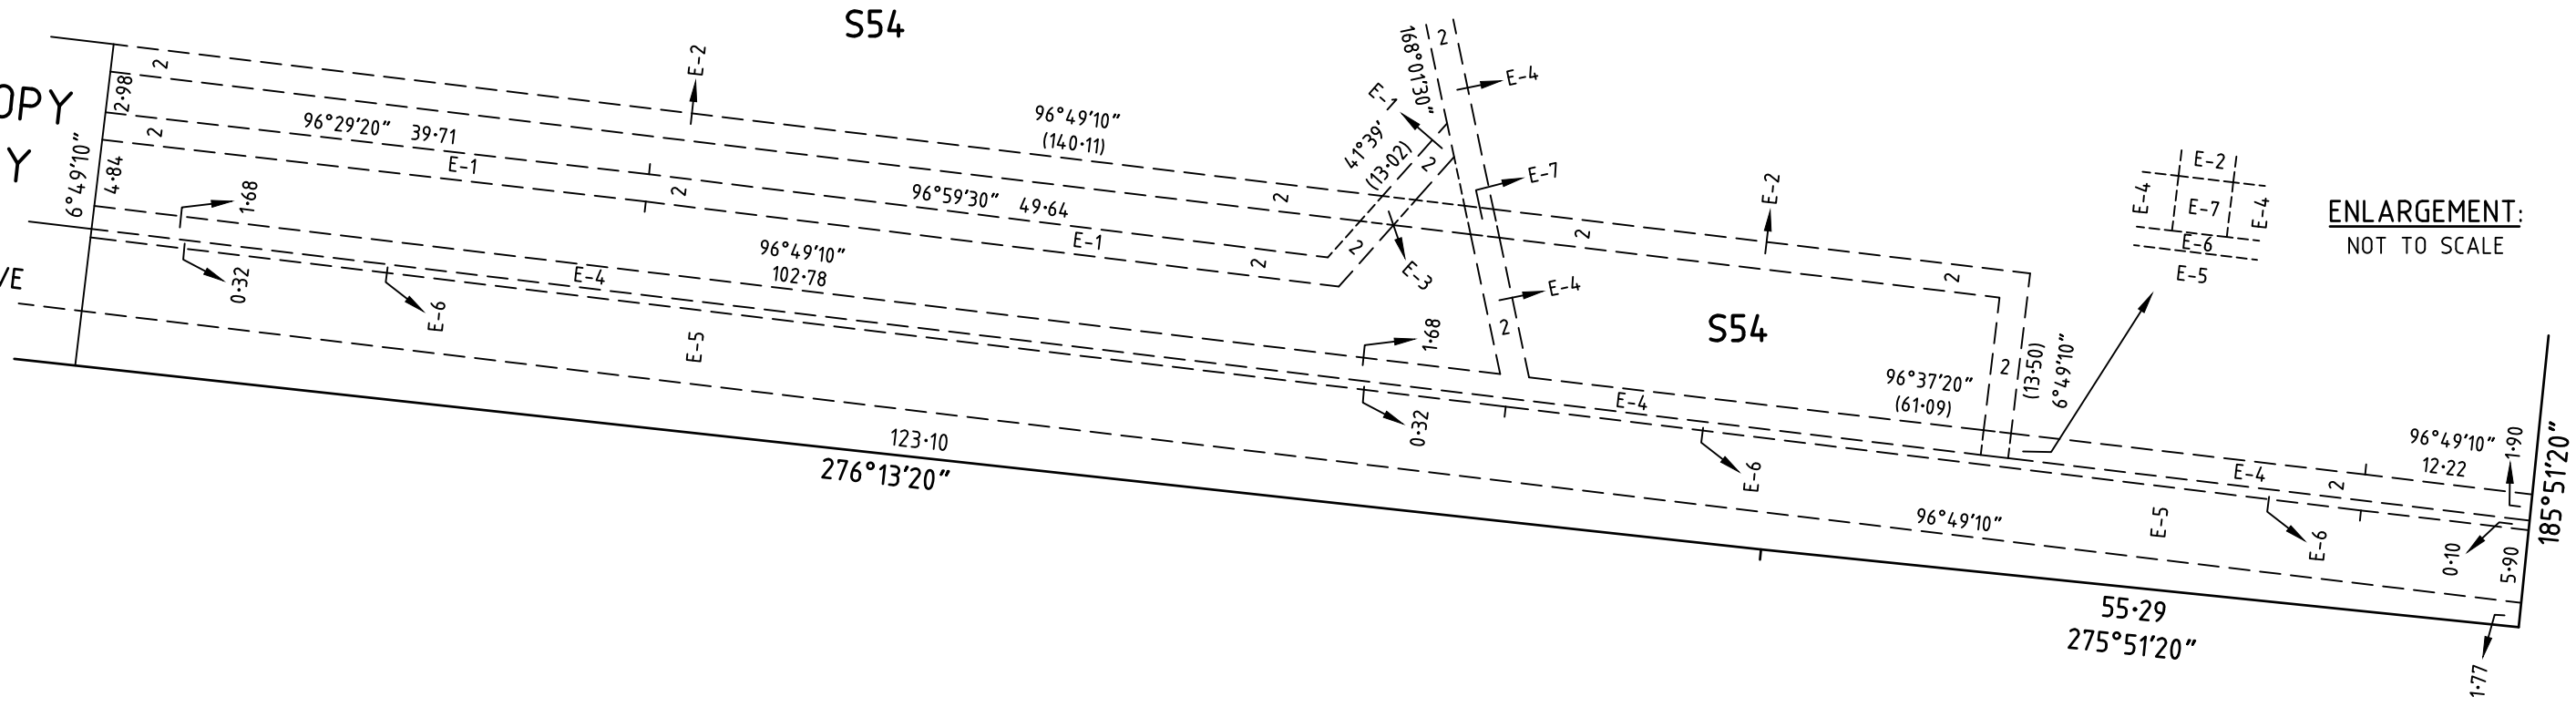 S54
OPY
Y
VE
2
2·98
2
6°49'10"
4·84
96°29'20" 39·71
E-1
E-2
1·68
0·32
E-6
E-4
2
96°49'10"
(140·11)
96°59'30" 49·64
E-1
96°49'10"
102·78
E-5
2
2
168°01'30"
2
E-4
E-1
41°39'
(13·02)
2
2
E-7
E-3
E-4
2
1·68
0·32
2
E-2
2
S54
E-4
E-2
E-4
E-7
E-4
E-6
E-5
ENLARGEMENT:
NOT TO SCALE
96°37'20"
(61·09)
2
(13·50)
6°49'10"
E-6
123·10
276°13'20"
96°49'10"
96°49'10"
12·22
1·90
E-4
2
E-5
E-6
0·10
5·90
185°51'20"
55·29
275°51'20"
1·77